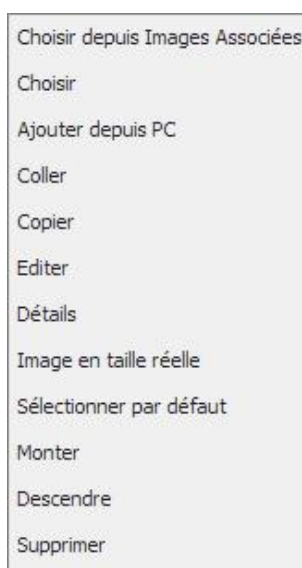 Choisir depuis Images Associées
Choisir
Ajouter depuis PC
Coller
Copier
Editer
Détails
Image en taille réelle
Sélectionner par défaut
Monter
Descendre
Supprimer